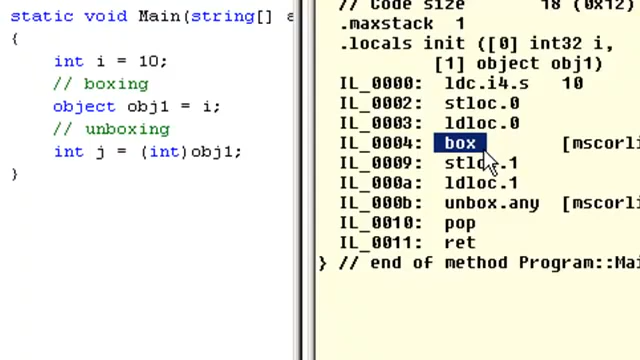 static void Main(string[] a
{
int i = 10;
// boxing
object obj1 = i;
// unboxing
int j = (int)obj1;
}
// Code size 18 (0x12)
.maxstack 1
.locals init ([0] int32 i,
[1] object obj1)
IL_0000: ldc.i4.s 10
IL_0002: stloc.0
IL_0003: ldloc.0
IL_0004: box [mscorli
IL_0009: stloc.1
IL_000a: ldloc.1
IL_000b: unbox.any [mscorli
IL_0010: pop
IL_0011: ret
} // end of method Program::Mai